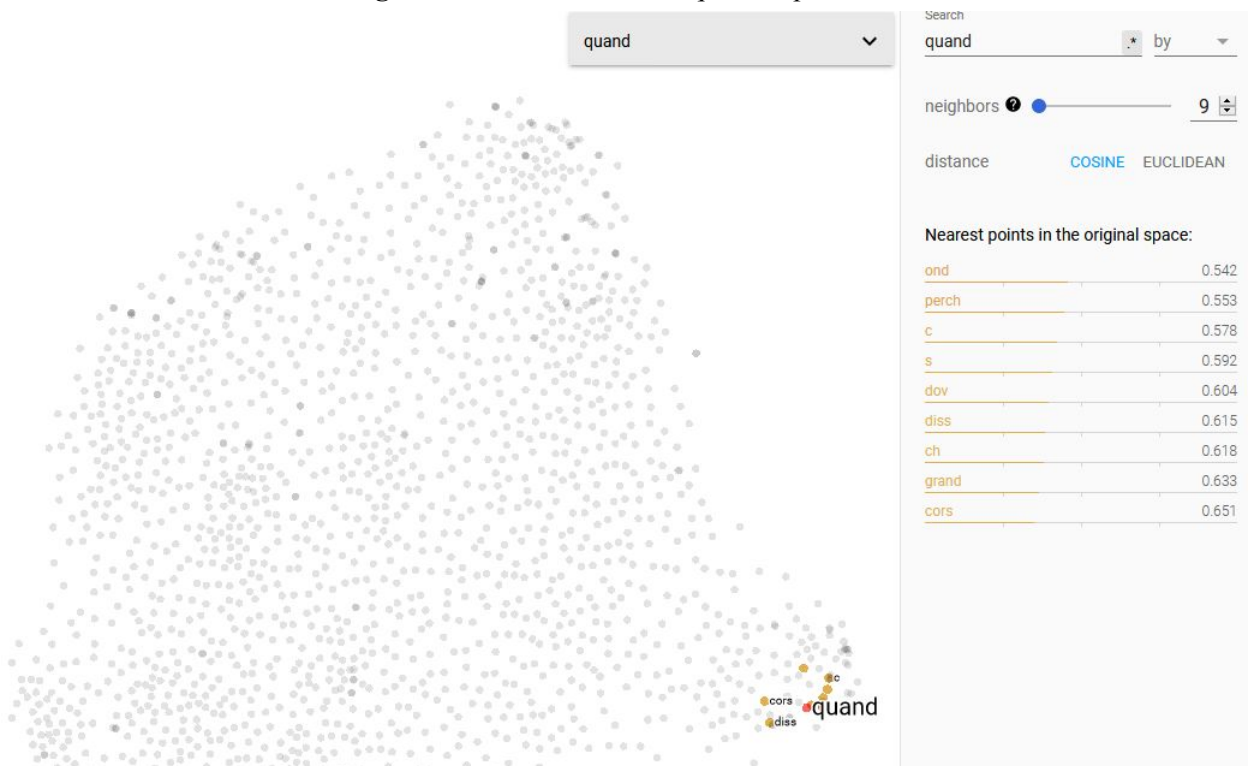 quand
Search
quand .* by
neighbors ? 9
distance COSINE EUCLIDEAN
Nearest points in the original space:
ond 0.542
perch 0.553
c 0.578
s 0.592
dov 0.604
diss 0.615
ch 0.618
grand 0.633
cors 0.651
c
cors
quand
diss